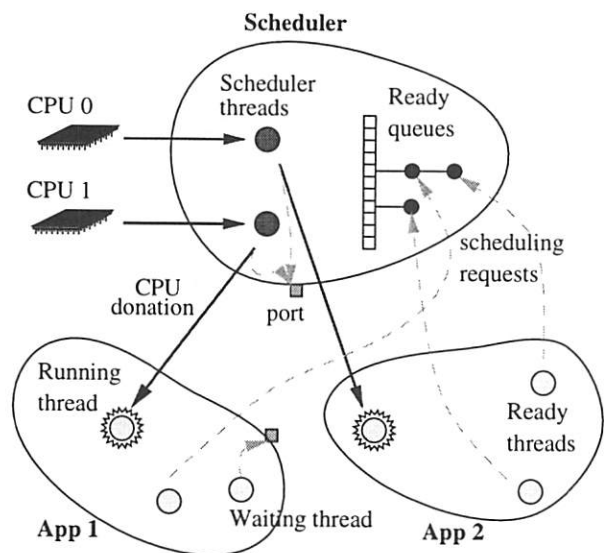 Scheduler
CPU 0
Scheduler
threads
Ready
queues
CPU 1
scheduling
requests
CPU
donation
port
Running
thread
Ready
threads
Waiting thread
App 1
App 2